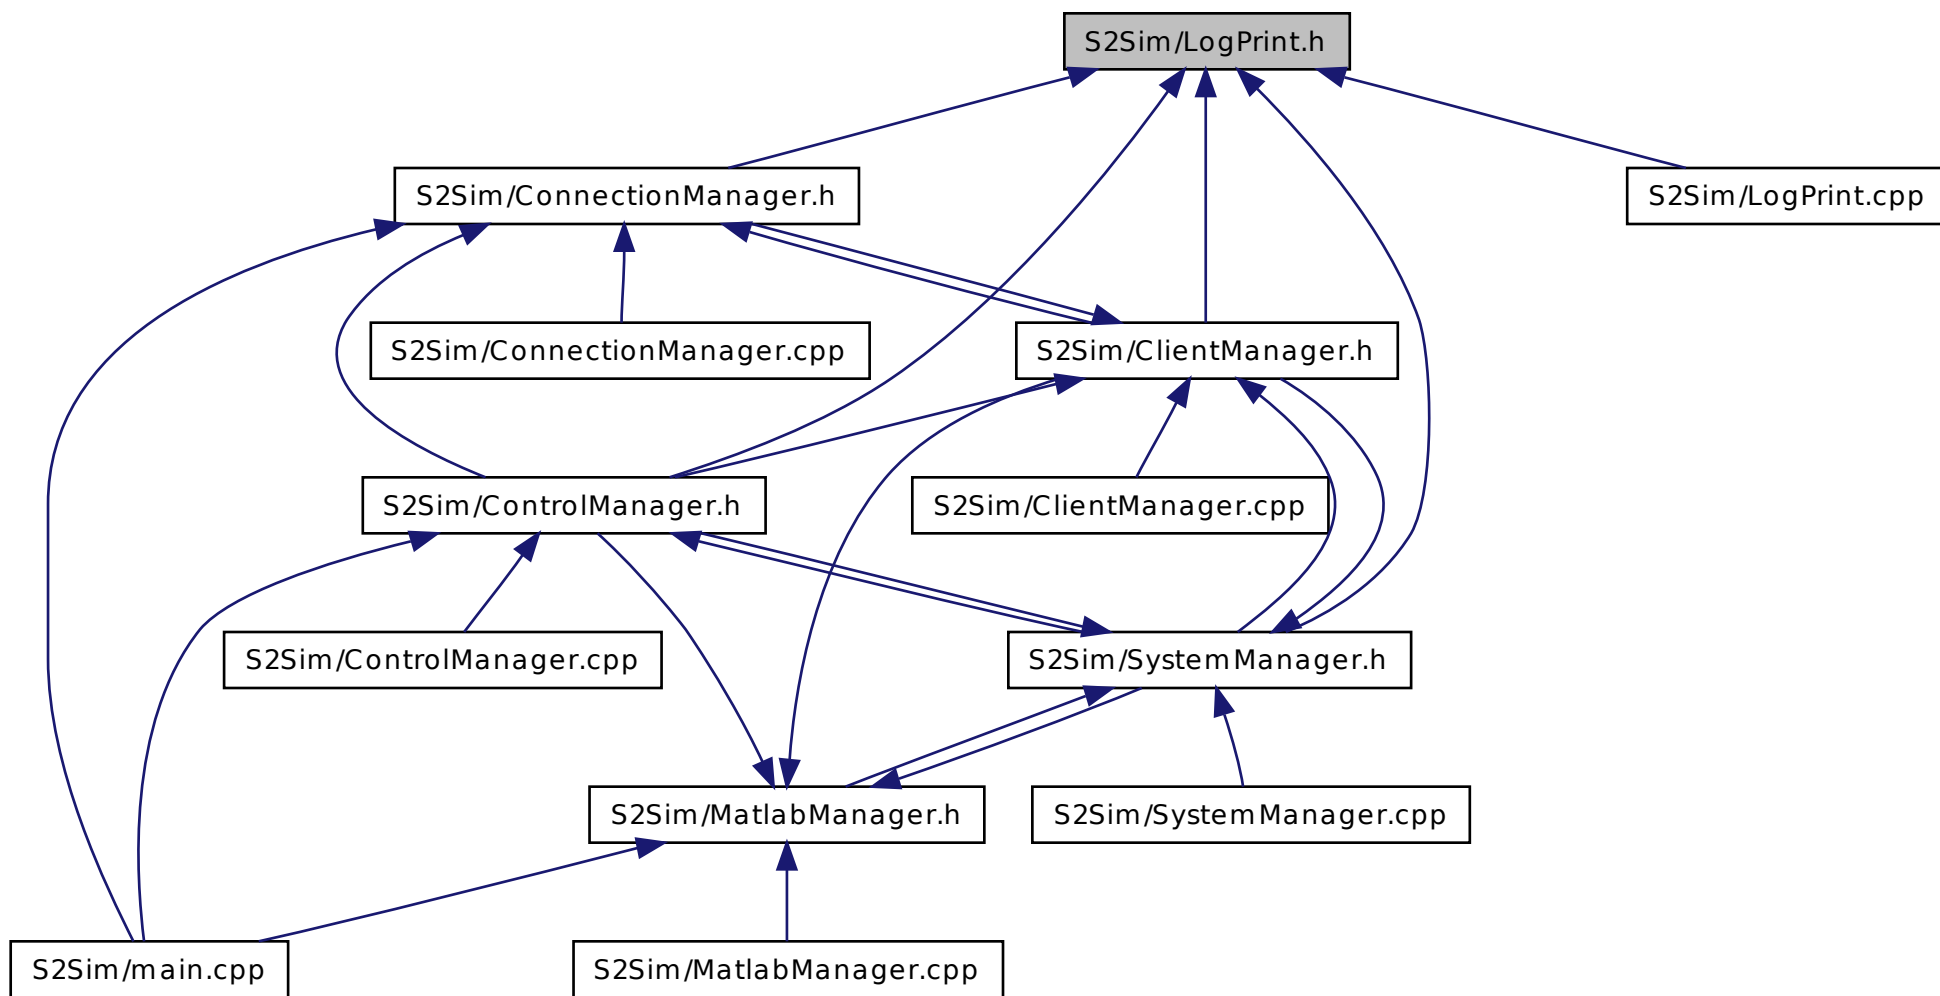 S2Sim/LogPrint.h
S2Sim/ConnectionManager.h
S2Sim/LogPrint.cpp
S2Sim/ConnectionManager.cpp
S2Sim/ClientManager.h
S2Sim/ControlManager.h
S2Sim/ClientManager.cpp
S2Sim/ControlManager.cpp
S2Sim/SystemManager.h
S2Sim/MatlabManager.h
S2Sim/SystemManager.cpp
S2Sim/main.cpp
S2Sim/MatlabManager.cpp